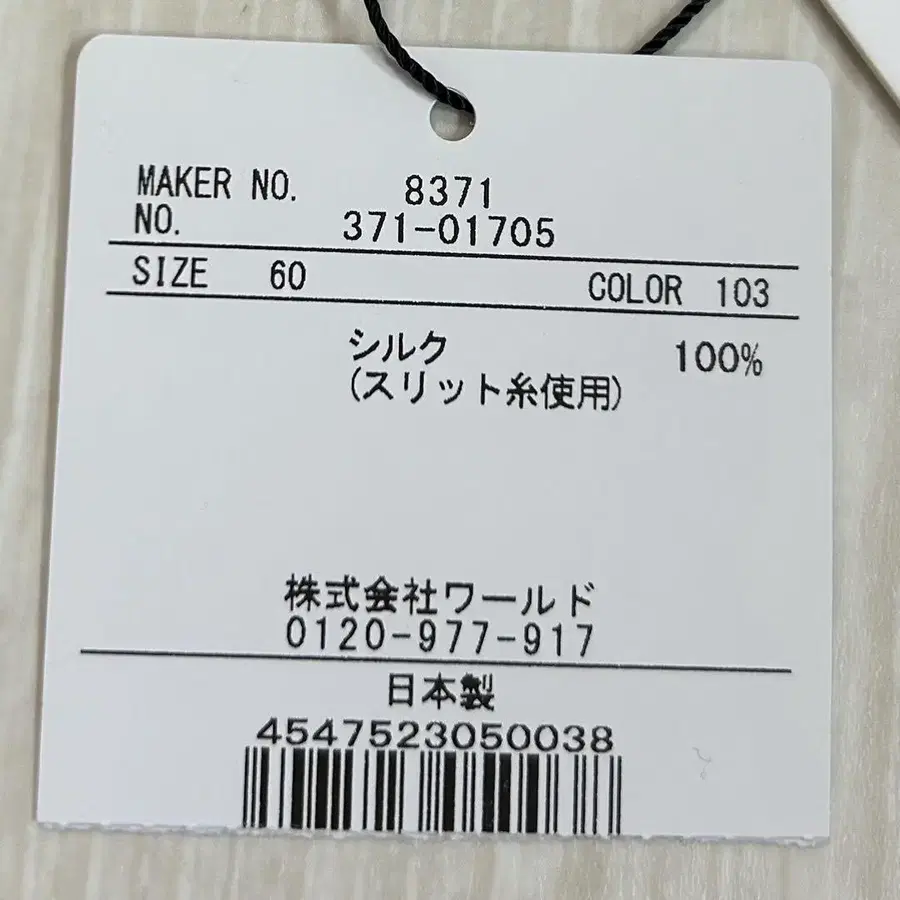 MAKER NO. 8371
NO. 371-01705
SIZE 60 COLOR 103
シルク 100%
(スリット糸使用)
株式会社ワールド
0120-977-917
日本製
4547523050038